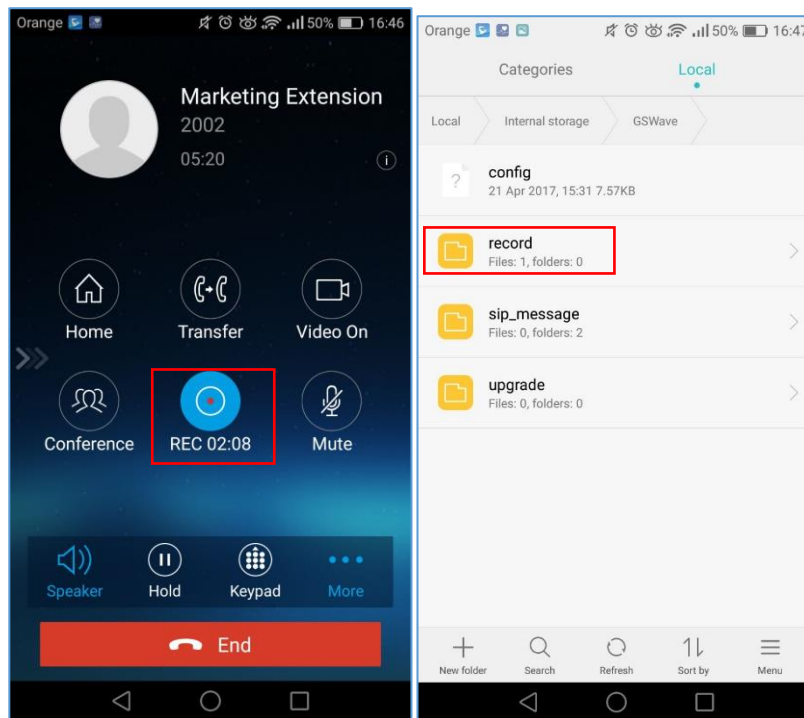 Orange 50% 16:46
Marketing Extension
2002
05:20
Home Transfer Video On
Conference REC 02:08 Mute
Speaker Hold Keypad More
End
Orange 50% 16:47
Categories Local
Local Internal storage GSWave
? config
21 Apr 2017, 15:31 7.57KB
record
Files: 1, folders: 0
sip_message
Files: 0, folders: 2
upgrade
Files: 0, folders: 0
New folder Search Refresh Sort by Menu